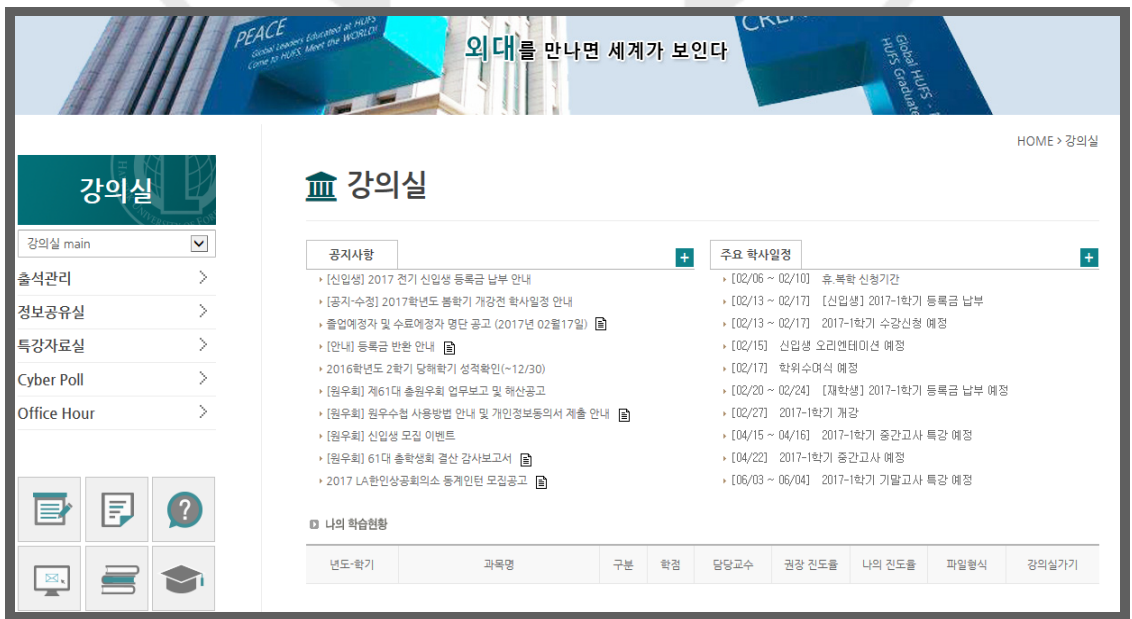 PEACE
Global Leaders Educated at HUFS
Come to HUFS, Meet the WORLD!
외대를 만나면 세계가 보인다
Global HUFS
HUFS Graduate
HOME > 강의실
강의실
강의실 main
출석관리
정보공유실
특강자료실
Cyber Poll
Office Hour
강의실
공지사항
[신입생] 2017 전기 신입생 등록금 납부 안내
[공지-수정] 2017학년도 봄학기 개강전 학사일정 안내
졸업예정자 및 수료에정자 명단 공고 (2017년 02월17일)
[안내] 등록금 반환 안내
2016학년도 2학기 당해학기 성적확인(~12/30)
[원우회] 제61대 총원우회 업무보고 및 해산공고
[원우회] 원우수첩 사용방법 안내 및 개인정보동의서 제출 안내
[원우회] 신입생 모집 이벤트
[원우회] 61대 총학생회 결산 감사보고서
2017 LA한인상공회의소 동계인턴 모집공고
주요 학사일정
[02/06 ~ 02/10] 휴.복학 신청기간
[02/13 ~ 02/17] [신입생] 2017-1학기 등록금 납부
[02/13 ~ 02/17] 2017-1학기 수강신청 예정
[02/15] 신입생 오리엔테이션 예정
[02/17] 학위수여식 예정
[02/20 ~ 02/24] [재학생] 2017-1학기 등록금 납부 예정
[02/27] 2017-1학기 개강
[04/15 ~ 04/16] 2017-1학기 중간고사 특강 예정
[04/22] 2017-1학기 중간고사 예정
[06/03 ~ 06/04] 2017-1학기 기말고사 특강 예정
나의 학습현황
년도-학기 과목명 구분 학점 담당교수 권장 진도율 나의 진도율 파일형식 강의실가기